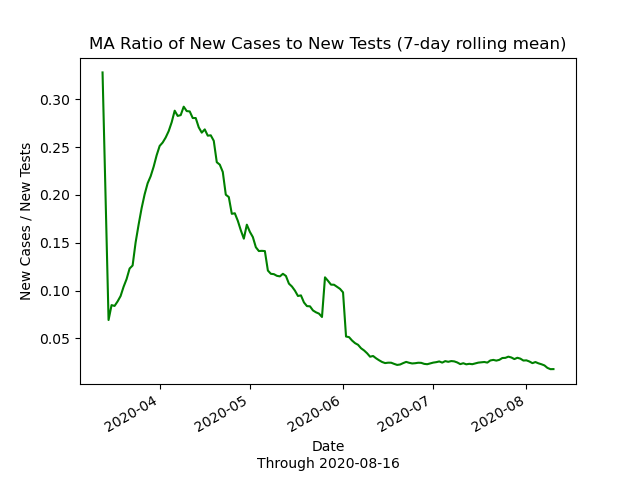 MA Ratio of New Cases to New Tests (7-day rolling mean)
0.30
0.25
0.20
0.15
0.10
0.05
New Cases / New Tests
2020-04
2020-05
2020-06
2020-07
2020-08
Date
Through 2020-08-16